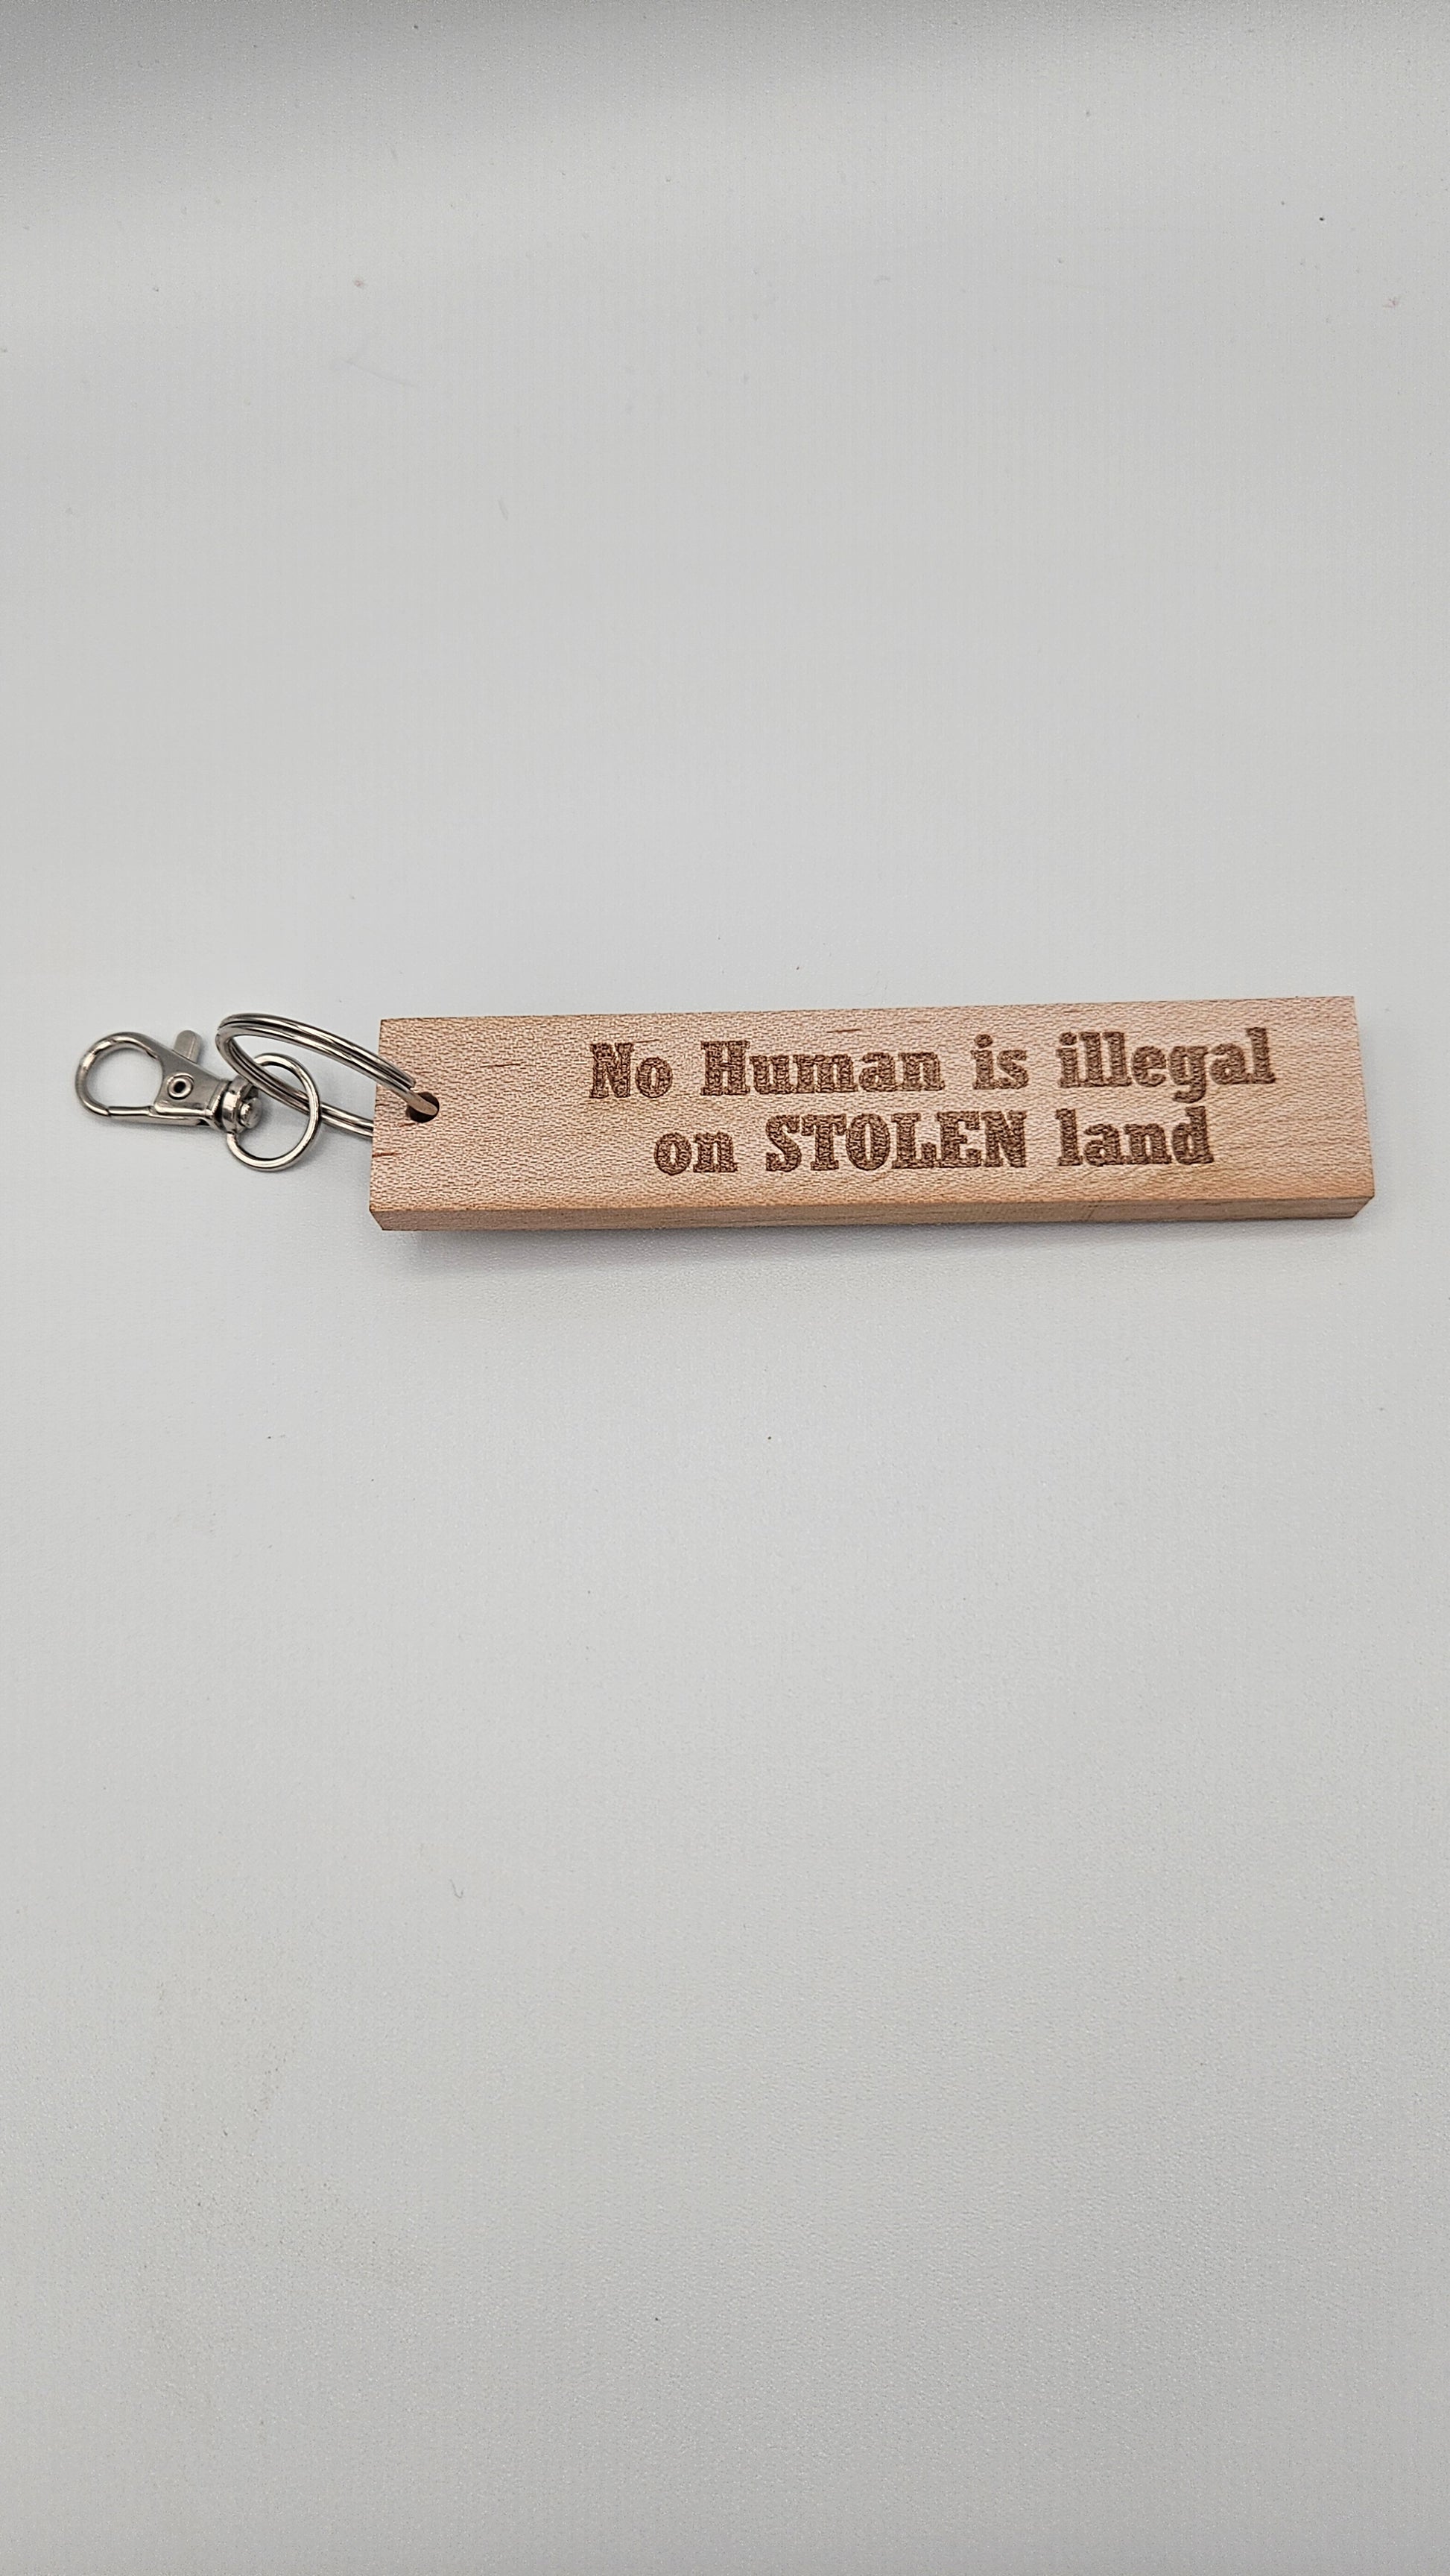 No Human is illegal
on STOLEN land